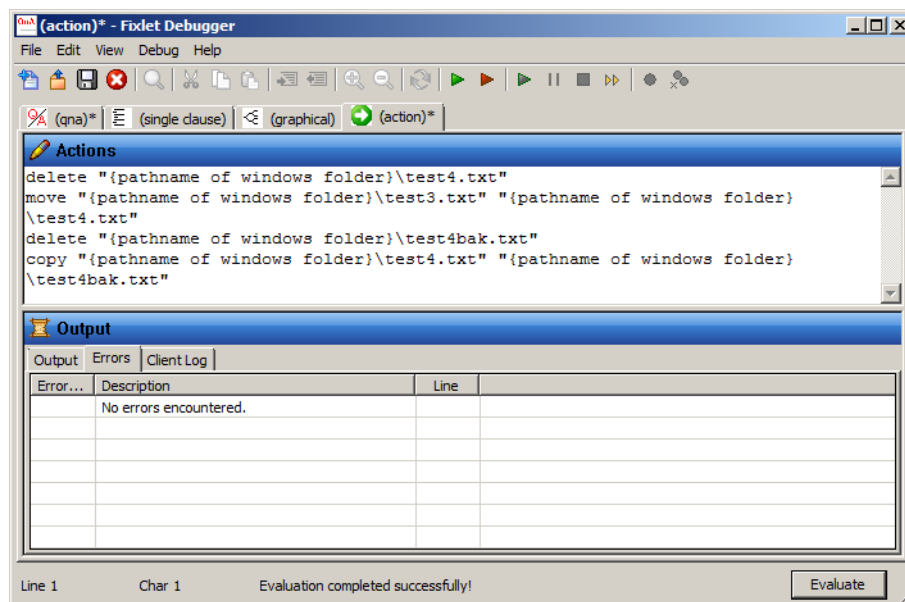 QnA (action)* - Fixlet Debugger
File Edit View Debug Help
Q/A (qna)* (single clause) (graphical) (action)*
Actions
delete "{pathname of windows folder}\test4.txt"
move "{pathname of windows folder}\test3.txt" "{pathname of windows folder}
\test4.txt"
delete "{pathname of windows folder}\test4bak.txt"
copy "{pathname of windows folder}\test4.txt" "{pathname of windows folder}
\test4bak.txt"
Output
Output Errors Client Log
Error... Description Line
No errors encountered.
Line 1 Char 1 Evaluation completed successfully! Evaluate